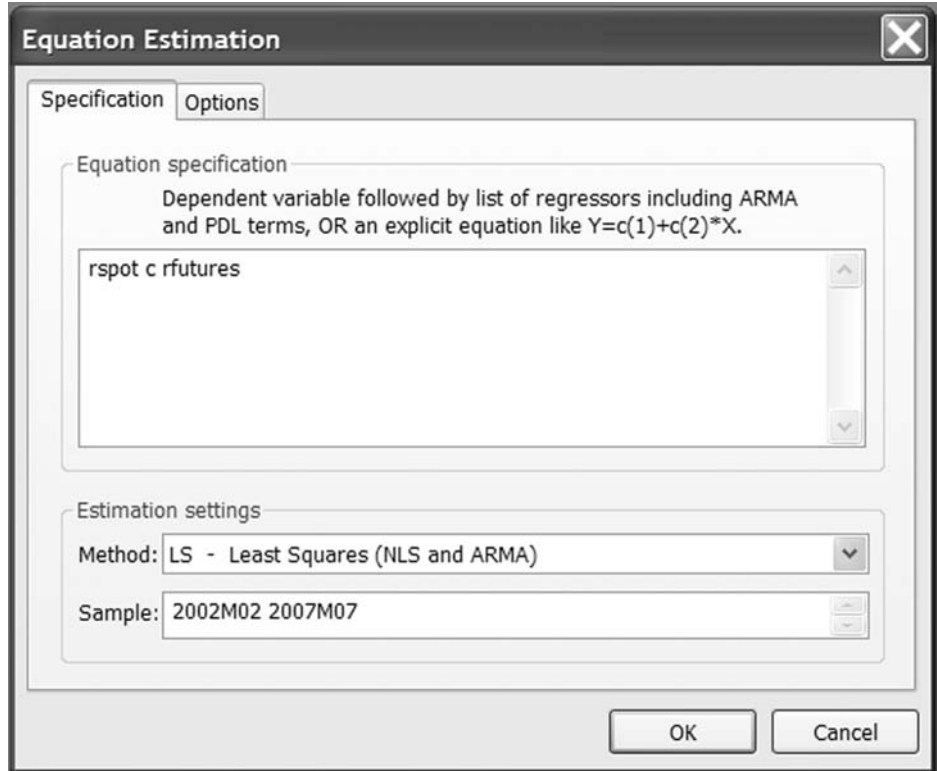 Equation Estimation
Specification
Options
Equation specification
Dependent variable followed by list of regressors including ARMA
and PDL terms, OR an explicit equation like Y=c(1)+c(2)*X.
rspot c rfutures
Estimation settings
Method: LS - Least Squares (NLS and ARMA)
Sample: 2002M02 2007M07
OK
Cancel